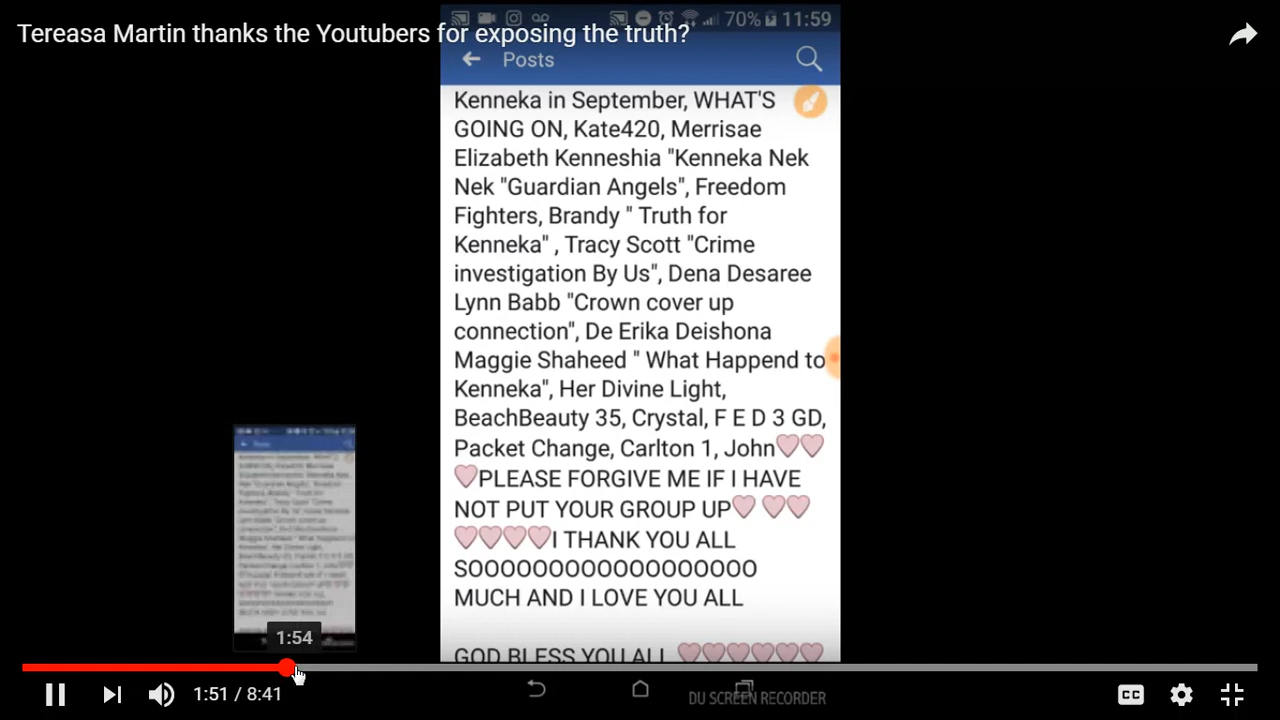 Tereasa Martin thanks the Youtubers for exposing the truth?
70% 11:59
Posts
Kenneka in September, WHAT'S
GOING ON, Kate420, Merrisae
Elizabeth Kenneshia "Kenneka Nek
Nek "Guardian Angels", Freedom
Fighters, Brandy " Truth for
Kenneka" , Tracy Scott "Crime
investigation By Us", Dena Desaree
Lynn Babb "Crown cover up
connection", De Erika Deishona
Maggie Shaheed " What Happend to
Kenneka", Her Divine Light,
BeachBeauty 35, Crystal, F E D 3 GD,
Packet Change, Carlton 1, John🩷🩷
🩷PLEASE FORGIVE ME IF I HAVE
NOT PUT YOUR GROUP UP🩷 🩷🩷
🩷🩷🩷🩷I THANK YOU ALL
SOOOOOOOOOOOOOOOOOO
MUCH AND I LOVE YOU ALL
GOD BLESS YOU ALL 🩷🩷🩷🩷🩷🩷
1:54
1:51 / 8:41
DU SCREEN RECORDER
CC